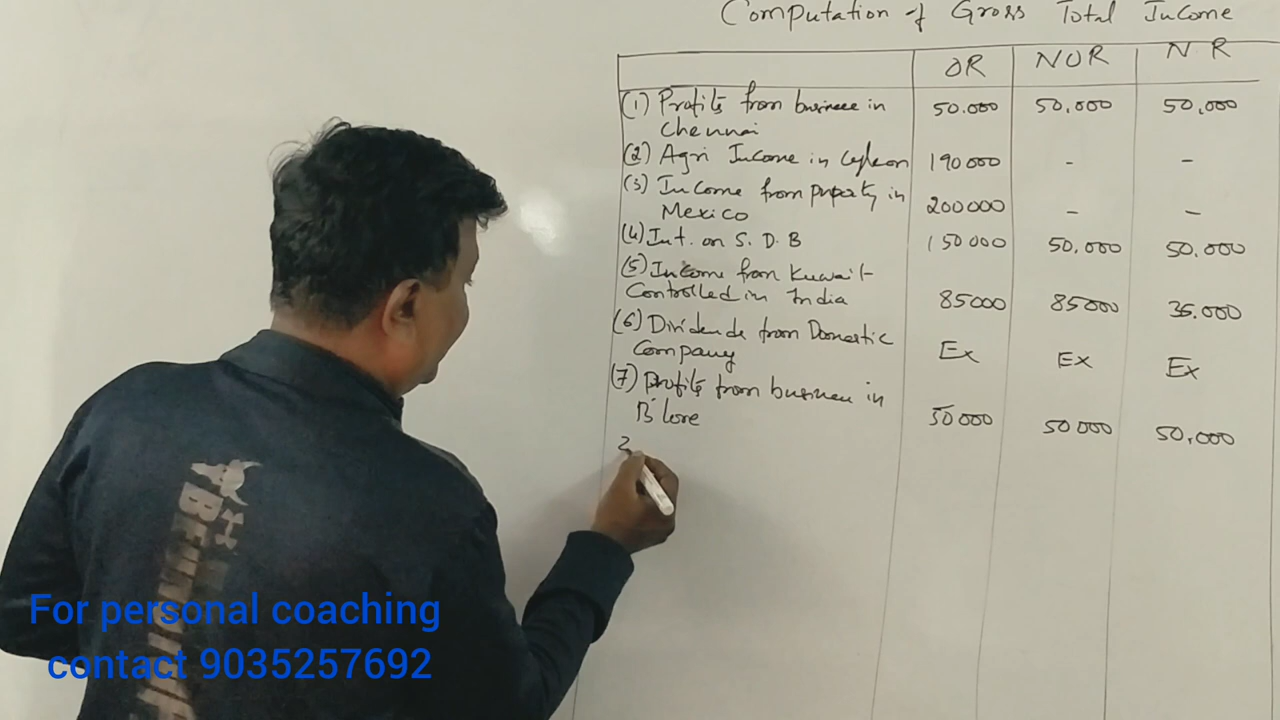 Computation of Gross Total Income
OR NOR NR
(1) Profits from business in 50.000 50,000 50,000
Chennai
(2) Agri Income in Ceyleon 190000 - -
(3) Income from property in
Mexico 200000 - -
(4) Int. on S. D. B 150000 50,000 50,000
(5) Income from Kuwait-
Controlled in India 85000 85000 35.000
(6) Dividends from Domestic
Company Ex Ex Ex
(7) Profits from business in
B'lore 50000 50000 50,000
For personal coaching
contact 9035257692